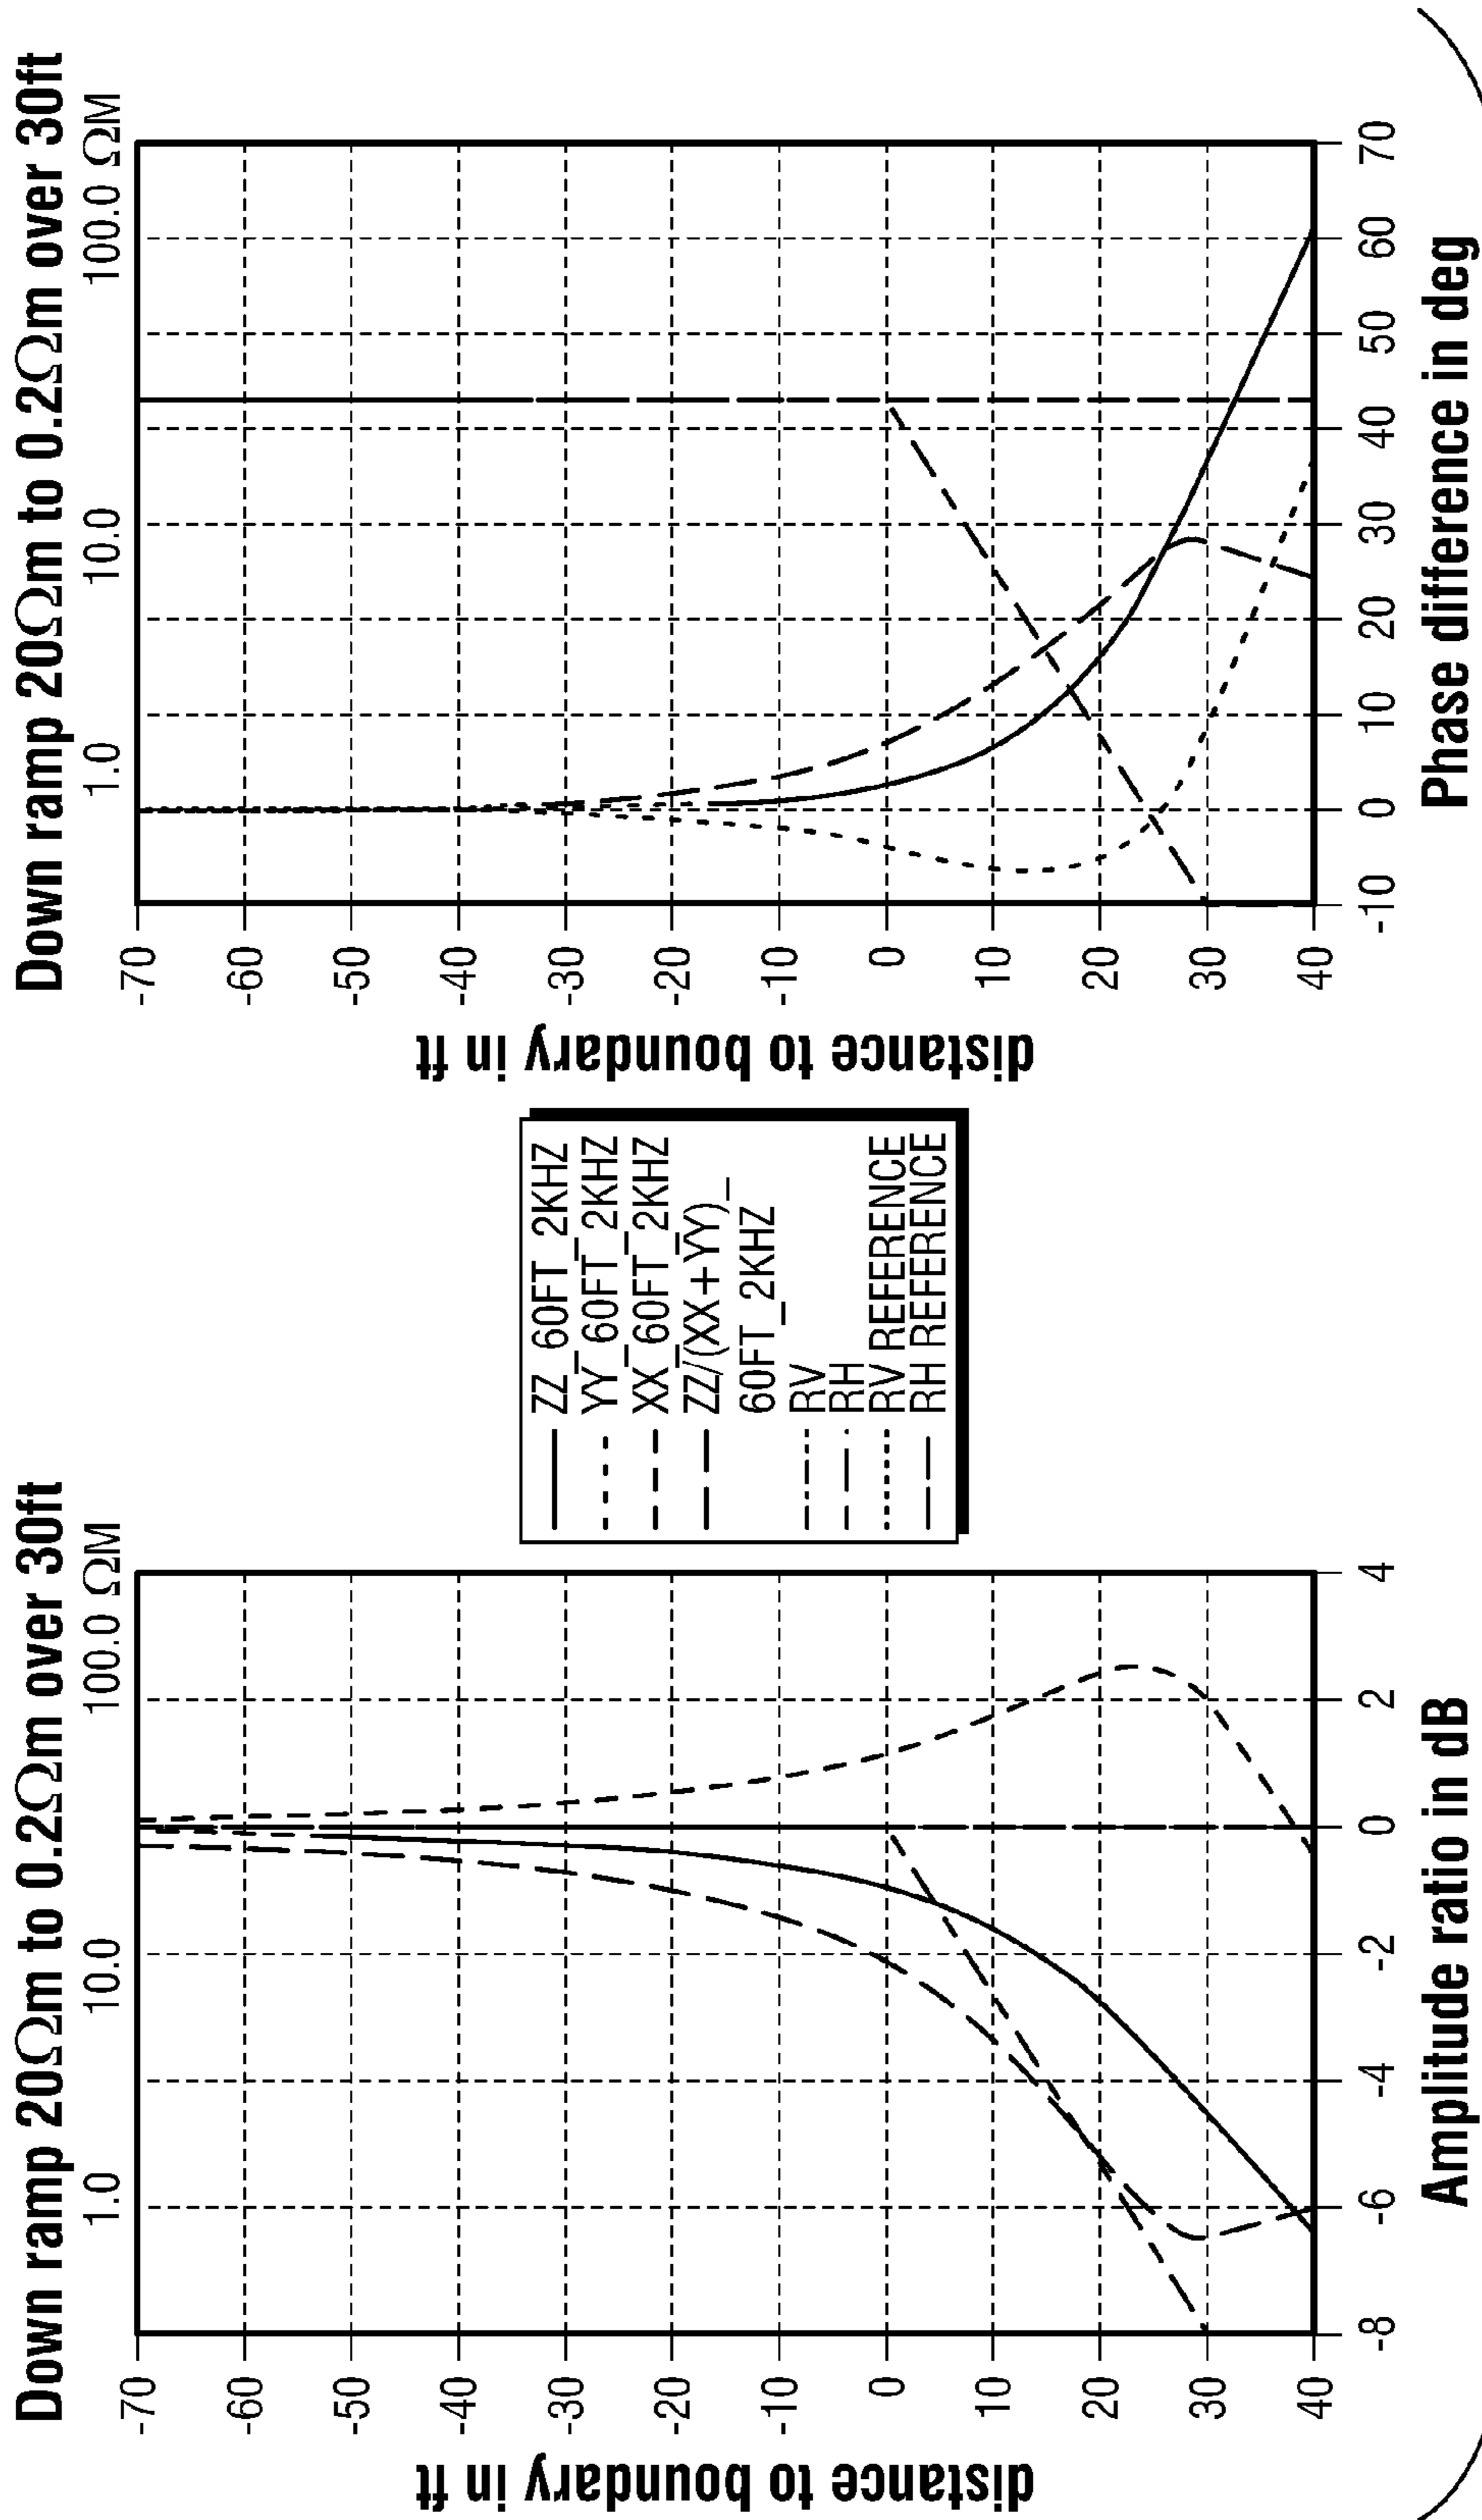 Down ramp 20Ωm to 0.2Ωm over 30ft
1.0 10.0 100.0 ΩM
distance to boundary in ft
-70
-60
-50
-40
-30
-20
-10
0
10
20
30
40
-8 -6 -4 -2 0 2 4
Amplitude ratio in dB
ZZ_60FT_2KHZ
YY_60FT_2KHZ
XX_60FT_2KHZ
ZZ/(XX+YY)_
60FT_2KHZ
RV
RH
RV REFERENCE
RH REFERENCE
Down ramp 20Ωm to 0.2Ωm over 30ft
1.0 10.0 100.0 ΩM
distance to boundary in ft
-70
-60
-50
-40
-30
-20
-10
0
10
20
30
40
-10 0 10 20 30 40 50 60 70
Phase difference in deg